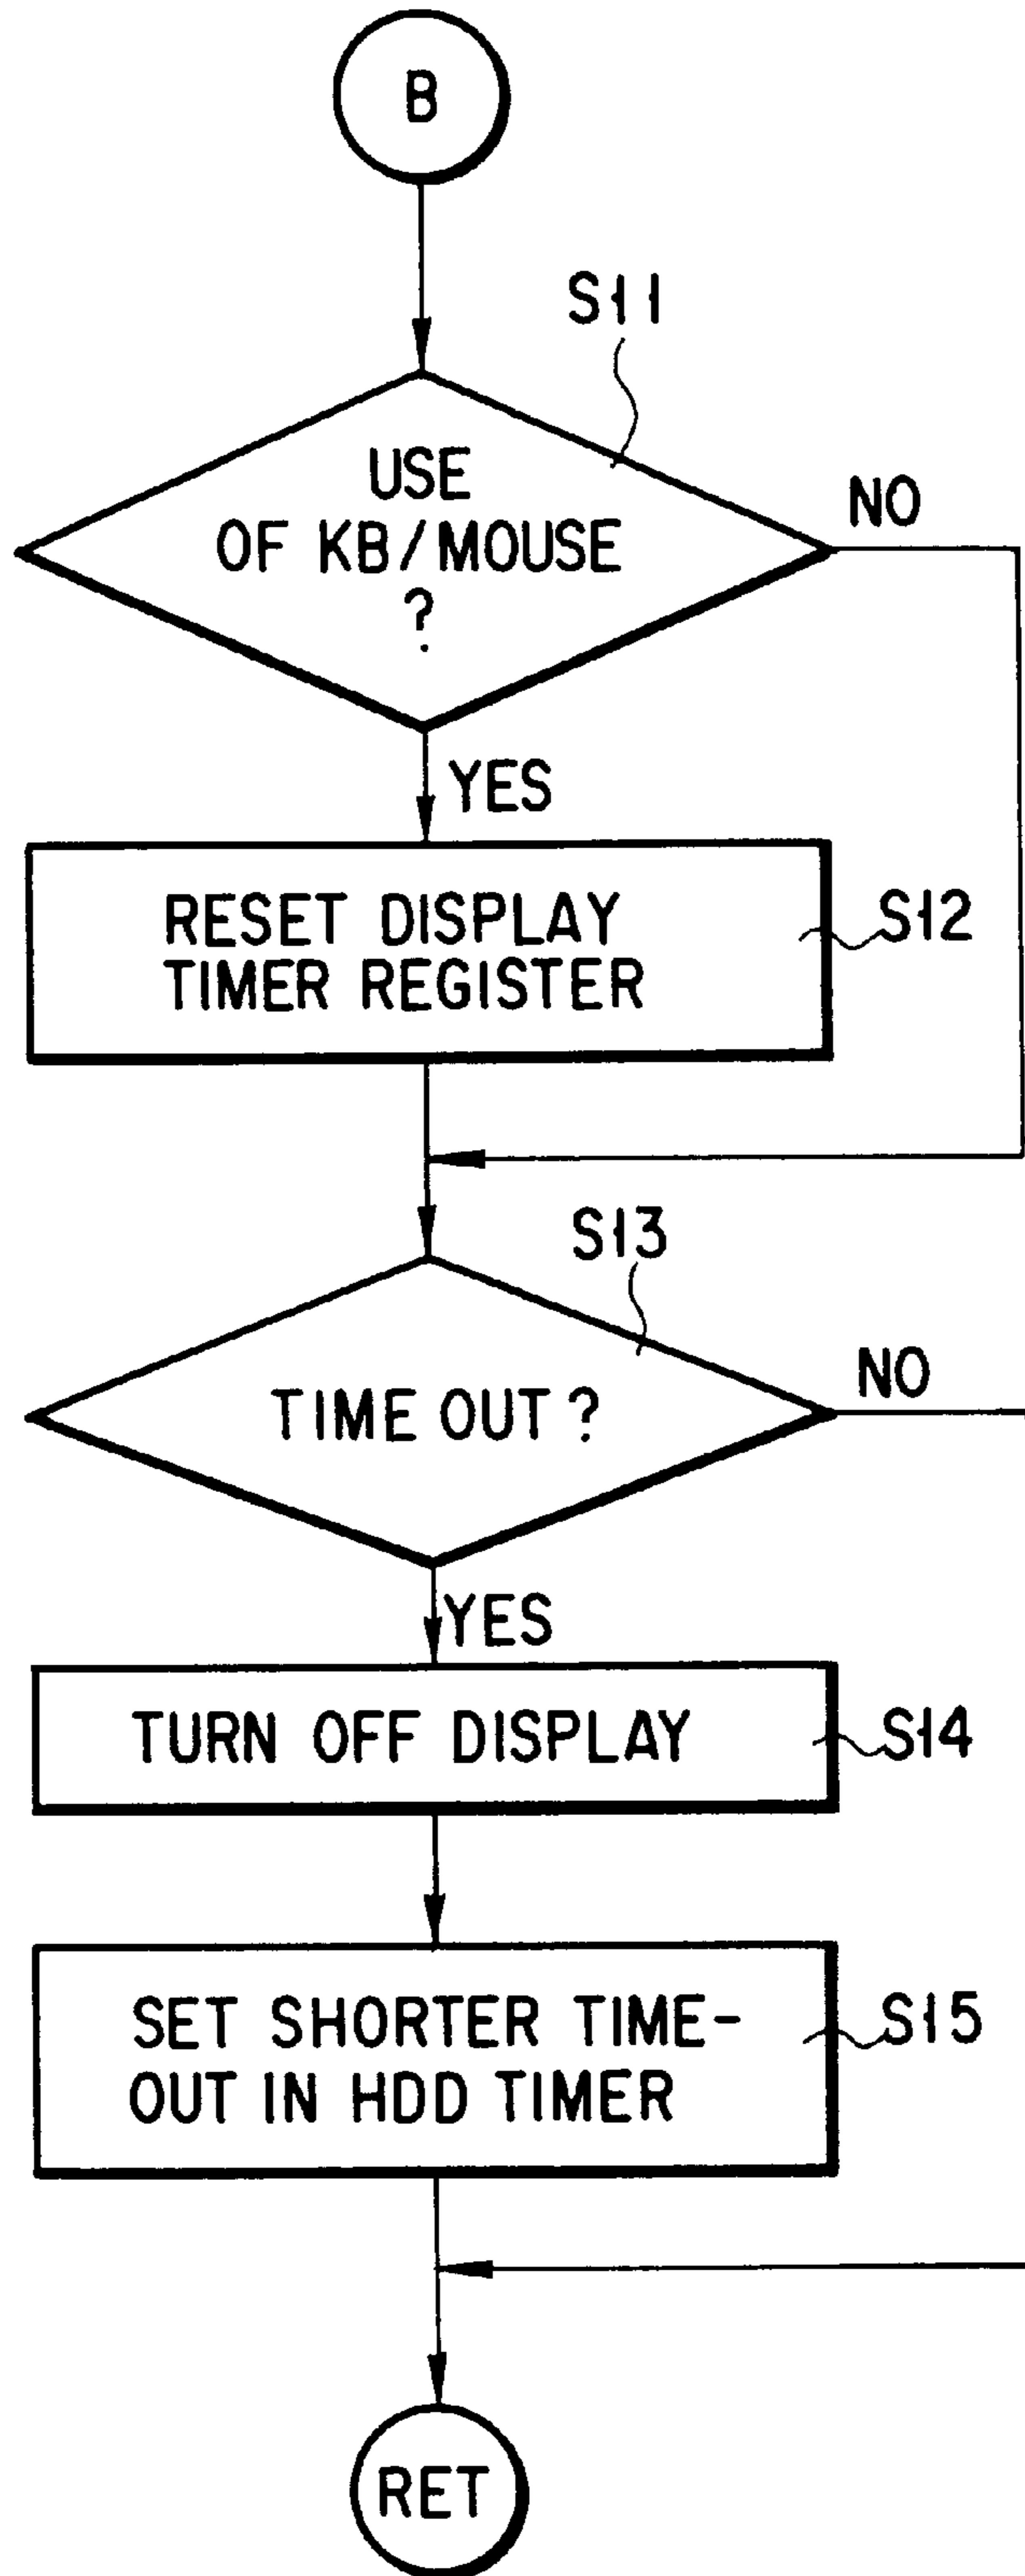 B
S11
USE
OF KB/MOUSE
?
NO
YES
RESET DISPLAY
TIMER REGISTER
S12
S13
TIME OUT?
NO
YES
TURN OFF DISPLAY
S14
SET SHORTER TIME-
OUT IN HDD TIMER
S15
RET